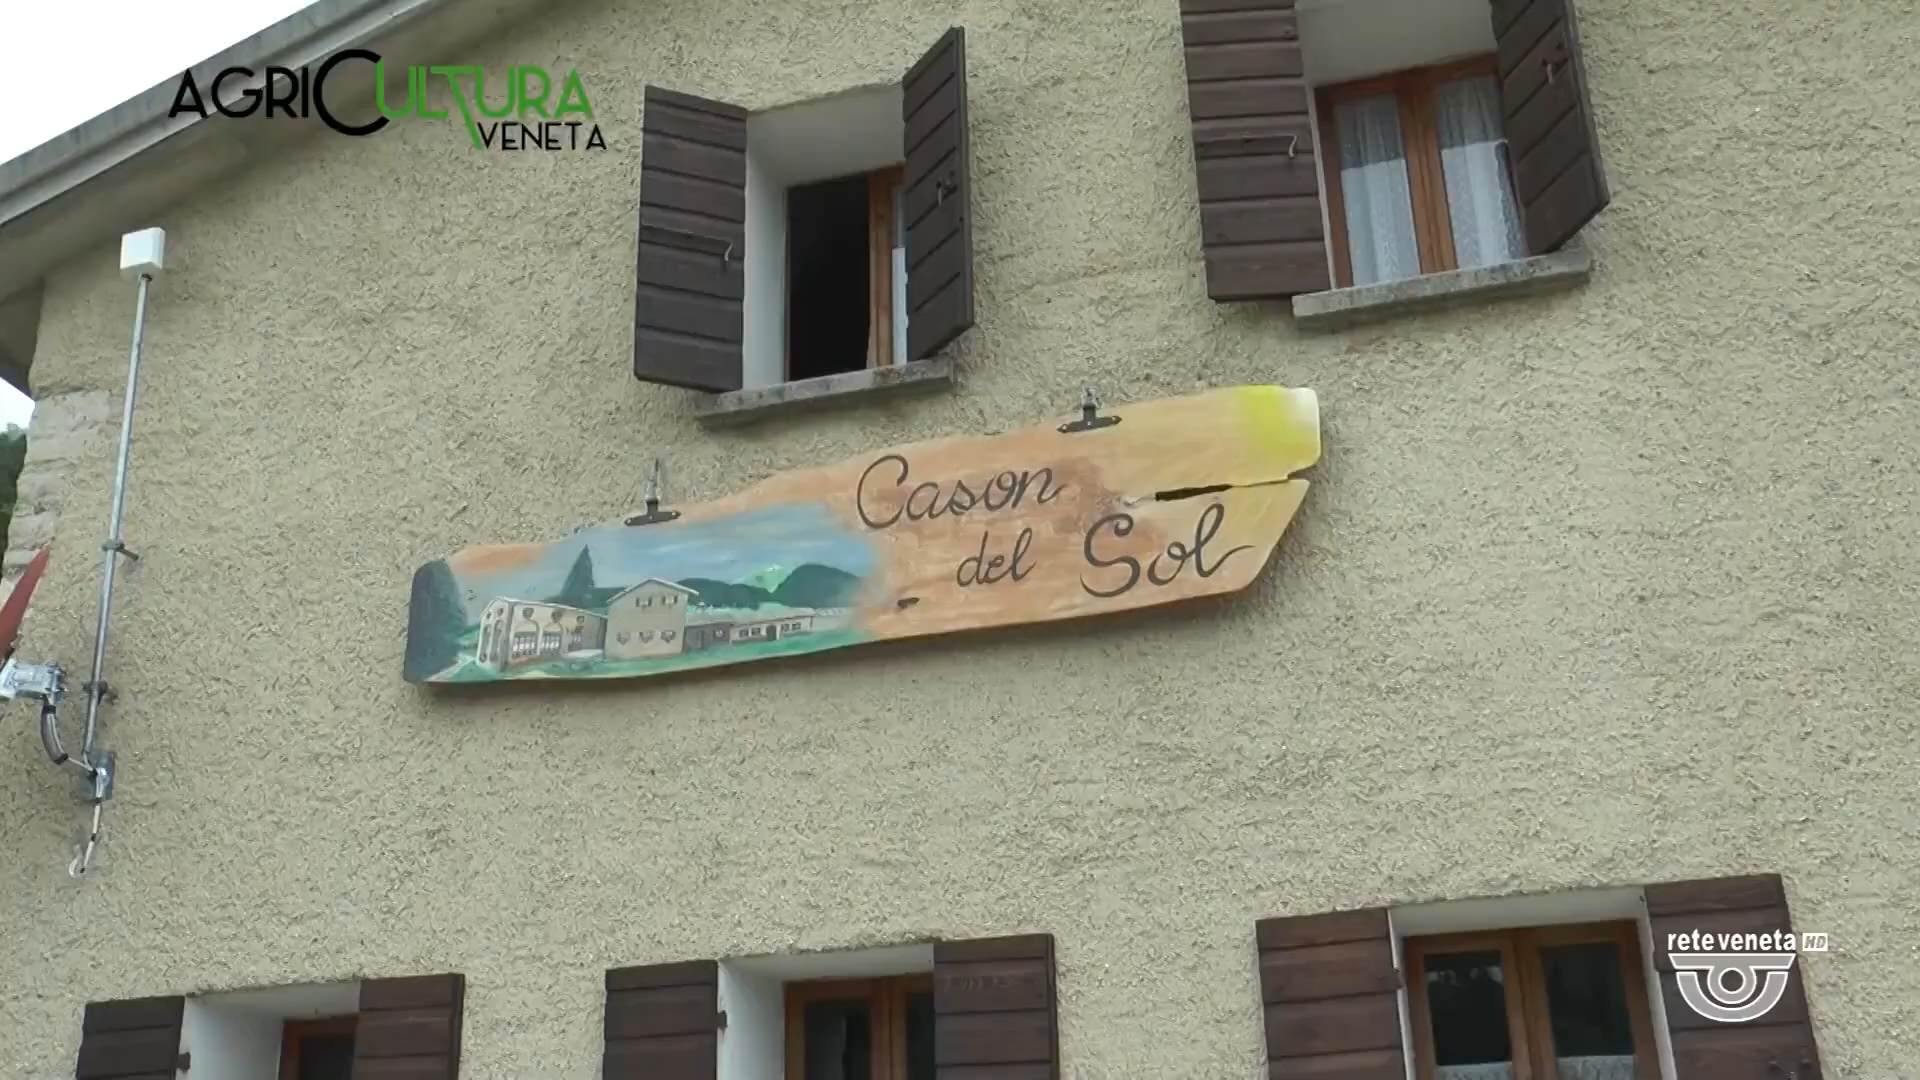 AGRICULTURA
VENETA
Cason
del Sol
rete veneta HD